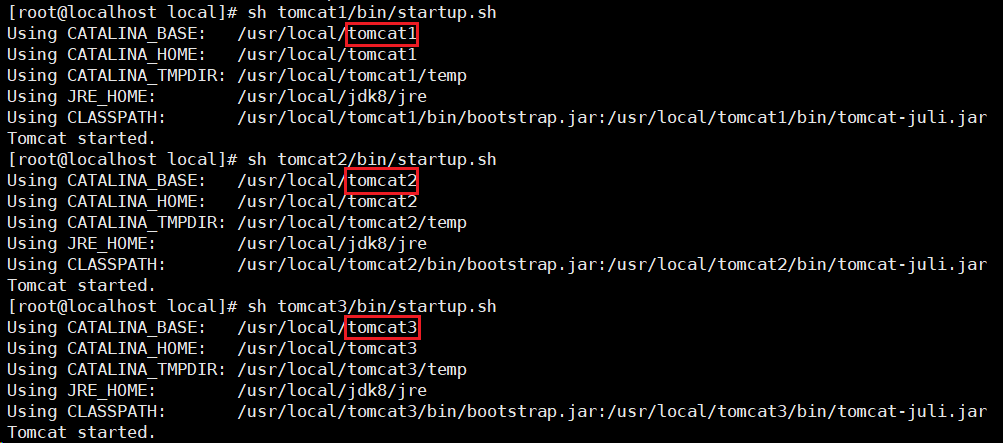 [root@localhost local]# sh tomcat1/bin/startup.sh
Using CATALINA_BASE:   /usr/local/tomcat1
Using CATALINA_HOME:   /usr/local/tomcat1
Using CATALINA_TMPDIR: /usr/local/tomcat1/temp
Using JRE_HOME:        /usr/local/jdk8/jre
Using CLASSPATH:       /usr/local/tomcat1/bin/bootstrap.jar:/usr/local/tomcat1/bin/tomcat-juli.jar
Tomcat started.
[root@localhost local]# sh tomcat2/bin/startup.sh
Using CATALINA_BASE:   /usr/local/tomcat2
Using CATALINA_HOME:   /usr/local/tomcat2
Using CATALINA_TMPDIR: /usr/local/tomcat2/temp
Using JRE_HOME:        /usr/local/jdk8/jre
Using CLASSPATH:       /usr/local/tomcat2/bin/bootstrap.jar:/usr/local/tomcat2/bin/tomcat-juli.jar
Tomcat started.
[root@localhost local]# sh tomcat3/bin/startup.sh
Using CATALINA_BASE:   /usr/local/tomcat3
Using CATALINA_HOME:   /usr/local/tomcat3
Using CATALINA_TMPDIR: /usr/local/tomcat3/temp
Using JRE_HOME:        /usr/local/jdk8/jre
Using CLASSPATH:       /usr/local/tomcat3/bin/bootstrap.jar:/usr/local/tomcat3/bin/tomcat-juli.jar
Tomcat started.